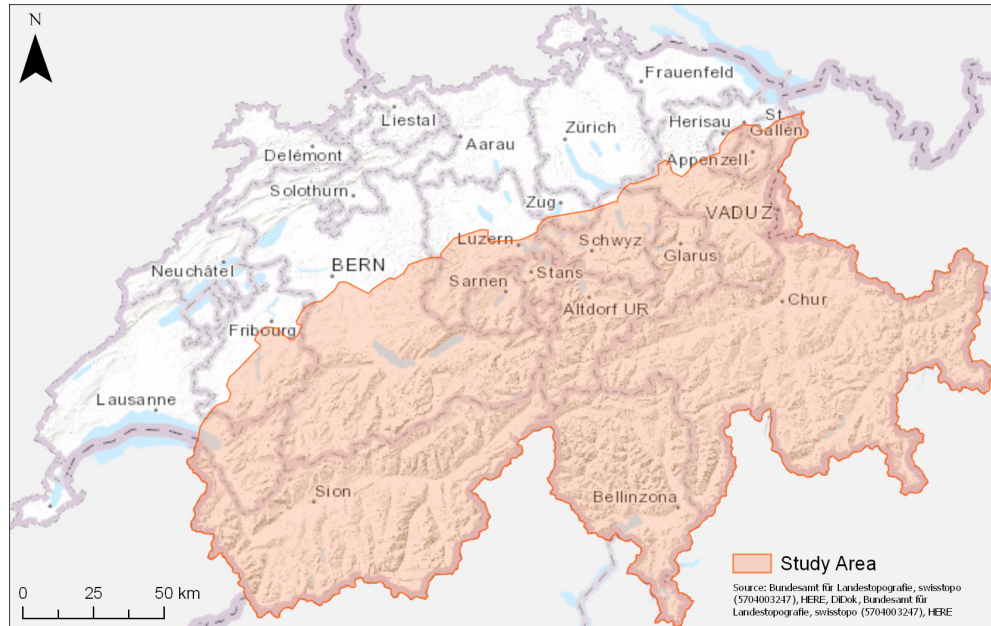 N
Frauenfeld
Liestal
Aarau
Zürich
Herisau
St
Gallen
Delémont
Appenzell
Solothurn
Zug
VADUZ
Luzern
Schwyz
Glarus
Neuchâtel
BERN
Sarnen
Stans
Altdorf UR
Chur
Fribourg
Lausanne
Sion
Bellinzona
Study Area
0 25 50 km
Source: Bundesamt für Landestopografie, swisstopo
(5704003247), HERE, DiDok, Bundesamt für
Landestopografie, swisstopo (5704003247), HERE